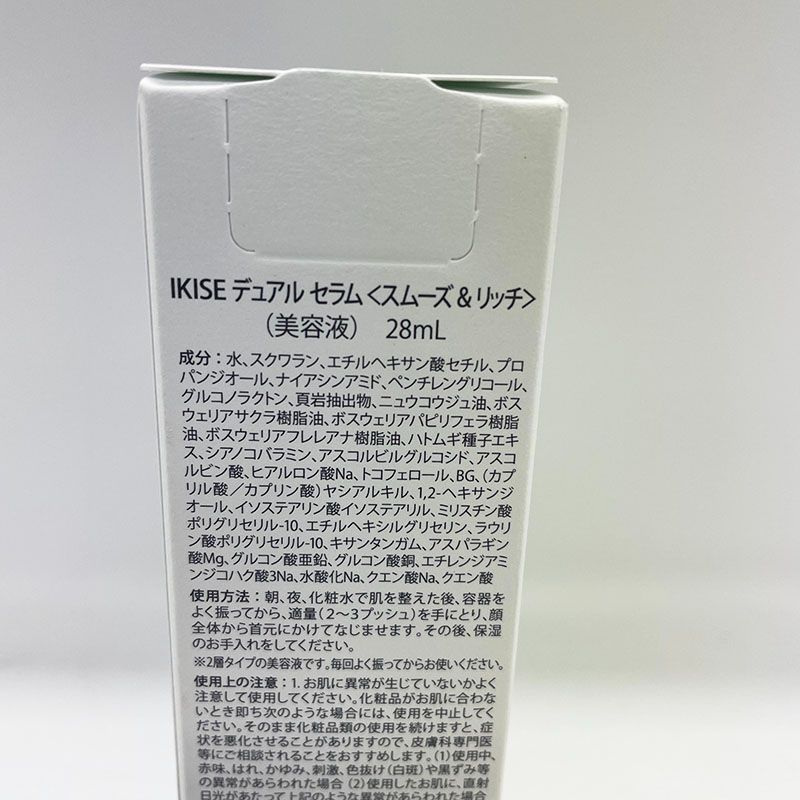 IKISE デュアル セラム〈スムーズ&リッチ〉
（美容液） 28mL
成分：水、スクワラン、エチルヘキサン酸セチル、プロ
パンジオール、ナイアシンアミド、ペンチレングリコール、
グルコノラクトン、頁岩抽出物、ニュウコウジュ油、ボス
ウェリアサクラ樹脂油、ボスウェリアパピリフェラ樹脂
油、ボスウェリアフレレアナ樹脂油、ハトムギ種子エキ
ス、シアノコバラミン、アスコルビルグルコシド、アスコ
ルビン酸、ヒアルロン酸Na、トコフェロール、BG、（カプ
リル酸／カプリン酸）ヤシアルキル、1,2-ヘキサンジ
オール、イソステアリン酸イソステアリル、ミリスチン酸
ポリグリセリル-10、エチルヘキシルグリセリン、ラウリ
ン酸ポリグリセリル-10、キサンタンガム、アスパラギン
酸Mg、グルコン酸亜鉛、グルコン酸銅、エチレンジアミ
ンジコハク酸3Na、水酸化Na、クエン酸Na、クエン酸
使用方法：朝、夜、化粧水で肌を整えた後、容器を
よく振ってから、適量（2～3プッシュ）を手にとり、顔
全体から首元にかけてなじませます。その後、保湿
のお手入れをしてください。
※2層タイプの美容液です。毎回よく振ってからお使いください。
使用上の注意：1. お肌に異常が生じていないかよく
注意して使用してください。化粧品がお肌に合わな
いとき即ち次のような場合には、使用を中止してく
ださい。そのまま化粧品類の使用を続けますと、症
状を悪化させることがありますので、皮膚科専門医
等にご相談されることをおすすめします。(1)使用中、
赤味、はれ、かゆみ、刺激、色抜け（白斑）や黒ずみ等
の異常があらわれた場合 (2)使用したお肌に、直射
日光があたって上記のような異常があらわれた場合